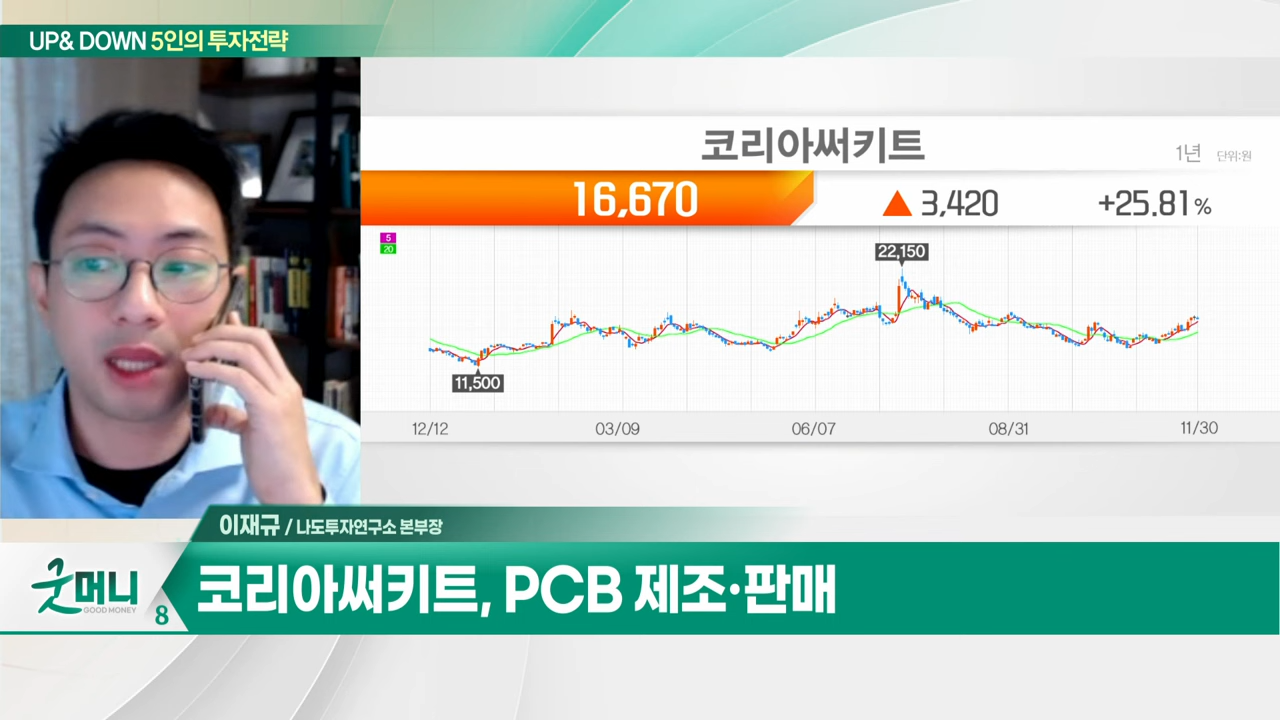 UP& DOWN 5인의 투자전략
코리아써키트
1년 단위:원
16,670 ▲ 3,420 +25.81%
5
20
22,150
11,500
12/12 03/09 06/07 08/31 11/30
이재규 / 나도투자연구소 본부장
굿머니
GOOD MONEY
8
코리아써키트, PCB 제조·판매